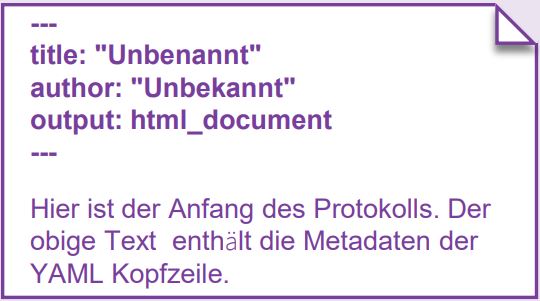 ---
title: "Unbenannt"
author: "Unbekannt"
output: html_document
---
Hier ist der Anfang des Protokolls. Der
obige Text  enthält die Metadaten der
YAML Kopfzeile.